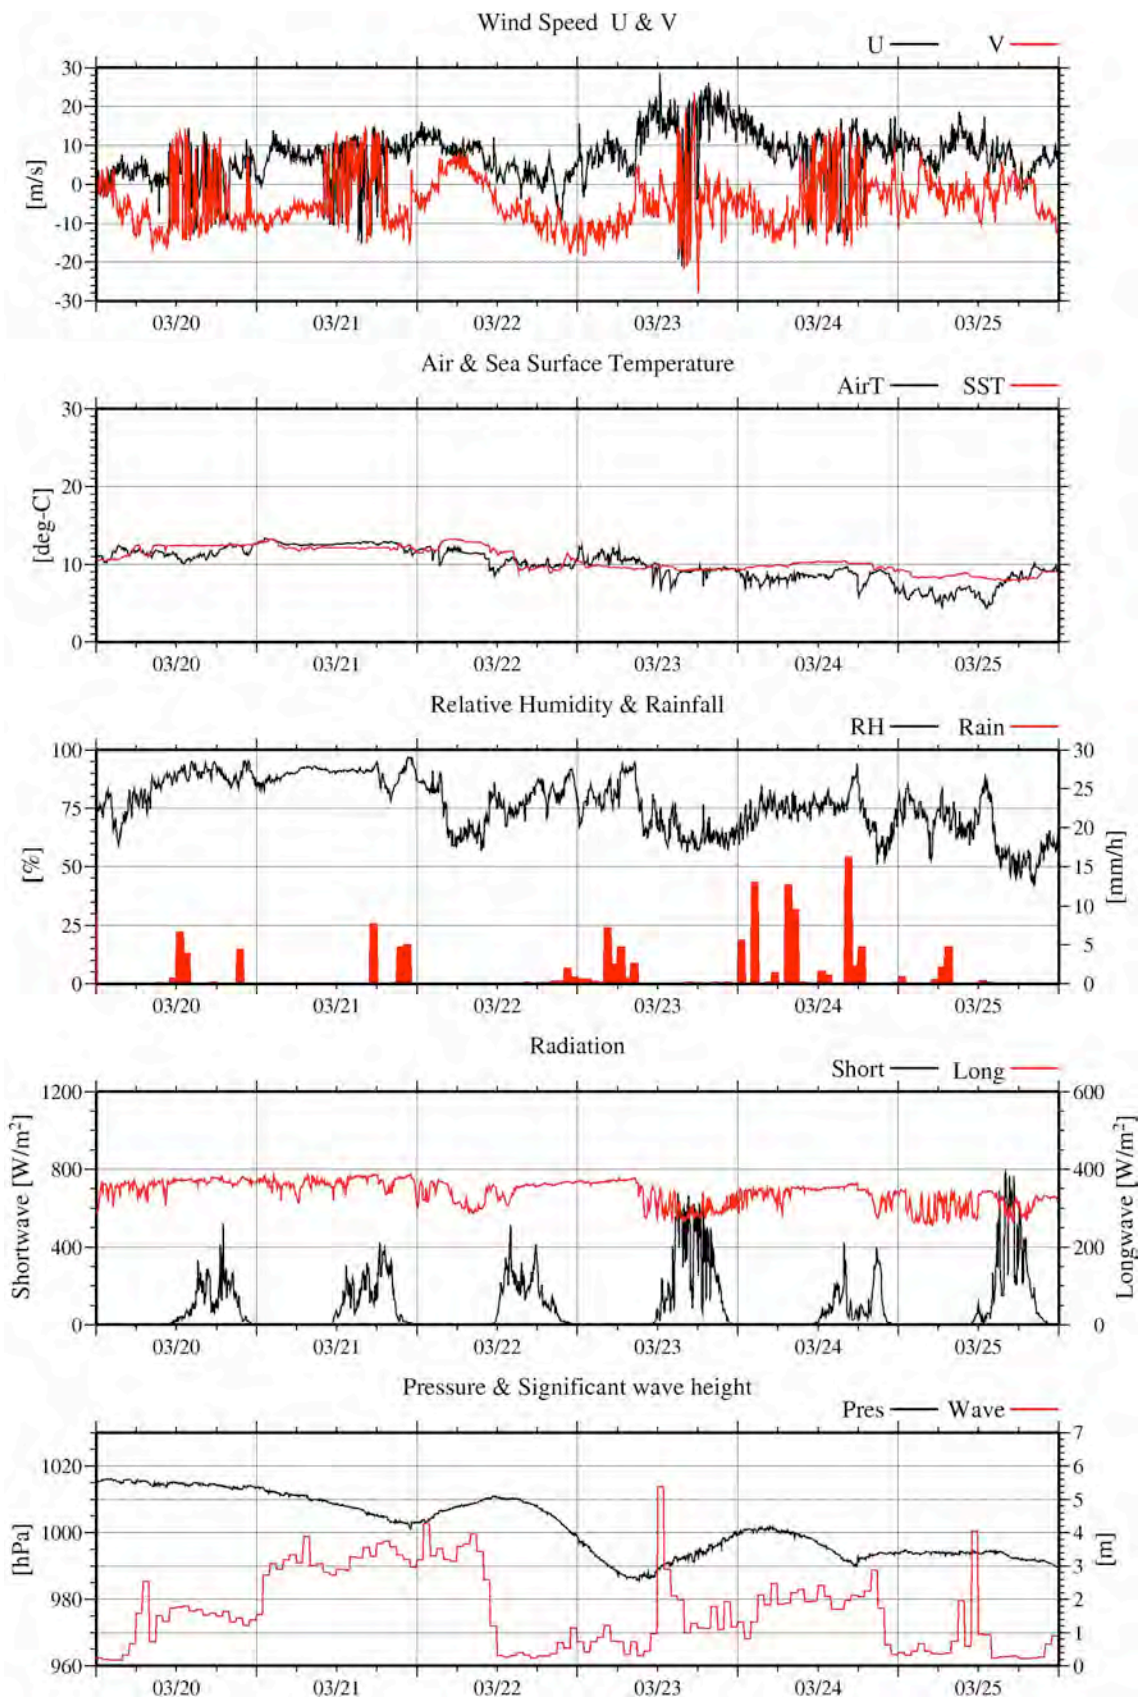 Wind Speed U & V
U V
30
20
10
0
-10
-20
-30
[m/s]
03/20 03/21 03/22 03/23 03/24 03/25
Air & Sea Surface Temperature
AirT SST
30
20
10
0
[deg-C]
03/20 03/21 03/22 03/23 03/24 03/25
Relative Humidity & Rainfall
RH Rain
100 30
75 25
50 20
25 15
0 10
5
0
[%]
[mm/h]
03/20 03/21 03/22 03/23 03/24 03/25
Radiation
Short Long
1200 600
800 400
400 200
0 0
Shortwave [W/m²]
Longwave [W/m²]
03/20 03/21 03/22 03/23 03/24 03/25
Pressure & Significant wave height
Pres Wave
1020 7
1000 6
980 5
960 4
3
2
1
0
[hPa]
[m]
03/20 03/21 03/22 03/23 03/24 03/25